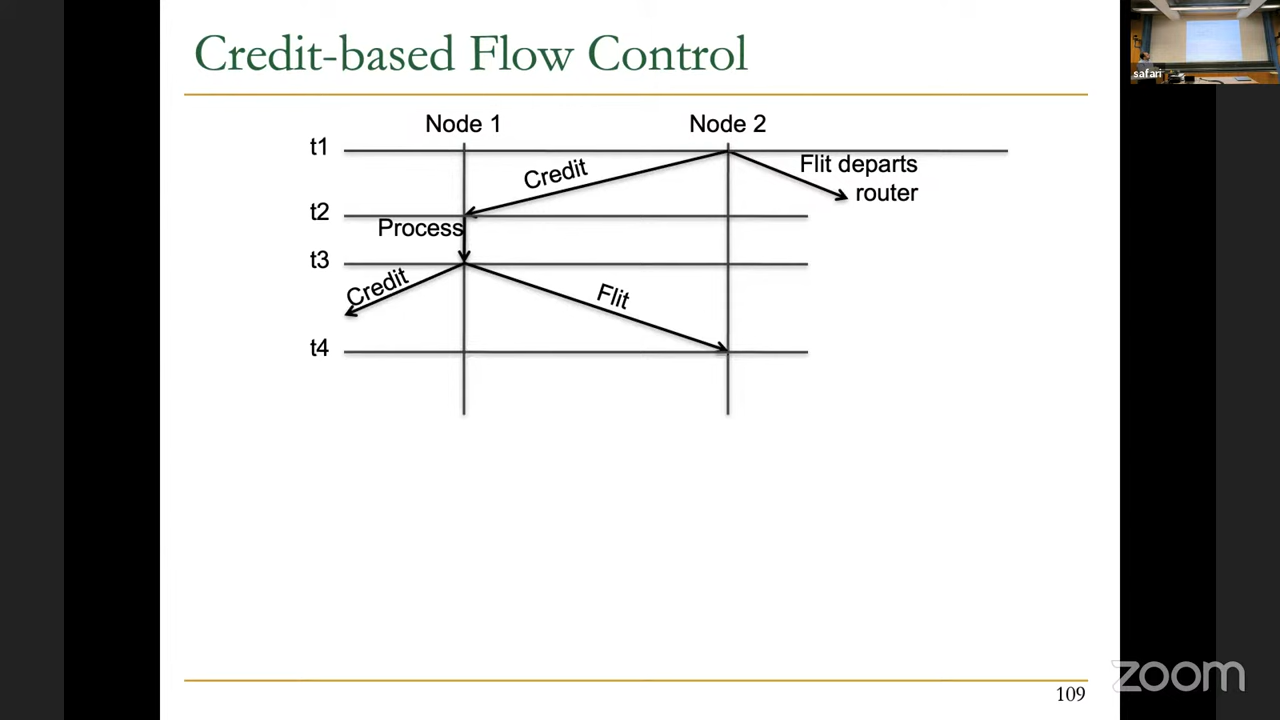 Credit-based Flow Control
safari
Node 1
Node 2
t1
Flit departs
router
Credit
t2
Process
t3
Credit
Flit
t4
109
zoom